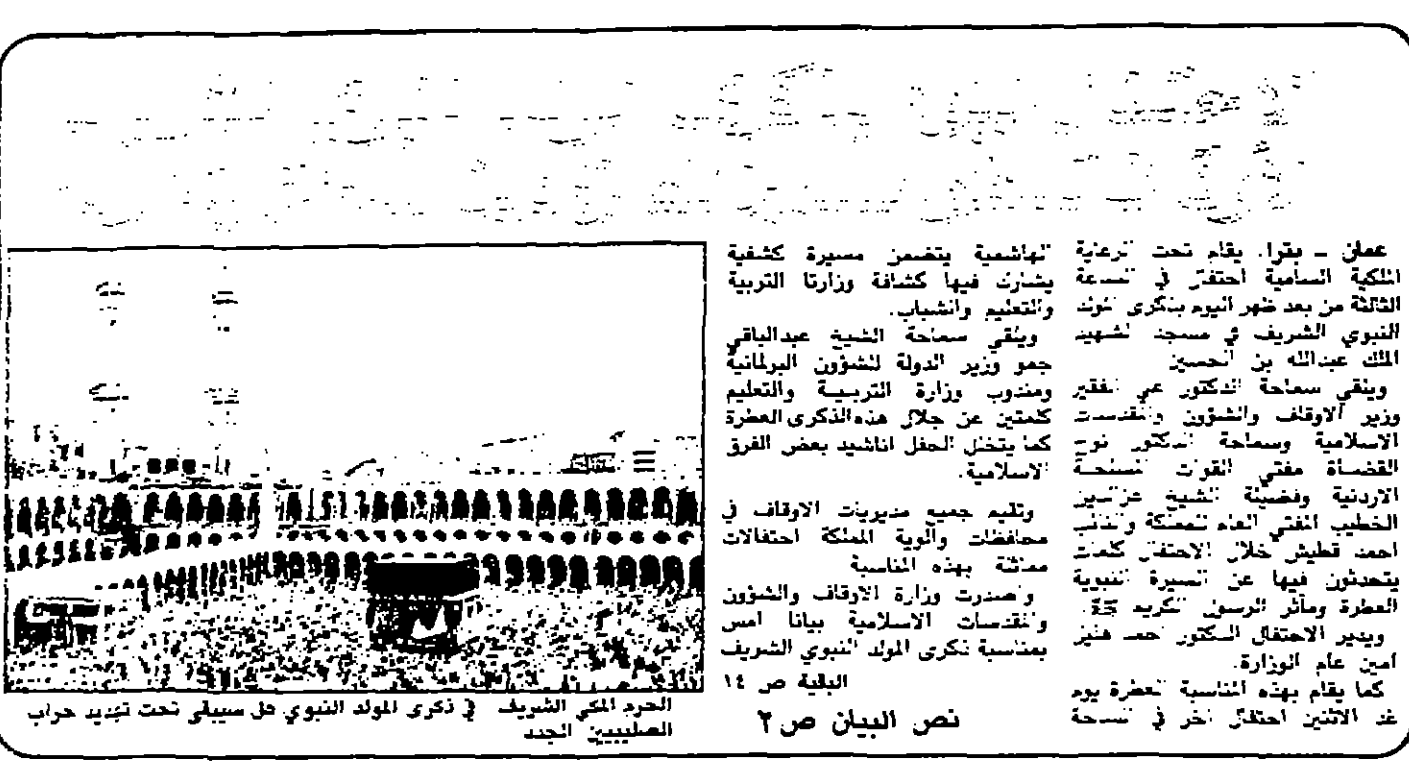 عمان – بترا. يقام تحت الرعاية
الملكية السامية احتفال في الساعة
الثالثة من بعد ظهر اليوم بذكرى المولد
النبوي الشريف في مسجد الشهيد
الملك عبدالله بن الحسين
ويلقي سماحة الدكتور علي الفقير
وزير الاوقاف والشؤون والمقدسات
الاسلامية وسماحة الدكتور نوح
القضاة مفتي القوات المسلحة
الاردنية وفضيلة الشيخ عزالدين
الخطيب المفتي العام للمملكة والنائب
احمد قطيش خلال الاحتفال كلمات
يتحدثون فيها عن السيرة النبوية
العطرة ومآثر الرسول الكريم ﷺ.
ويدير الاحتفال الدكتور احمد هليل
أمين عام الوزارة.
كما يقام بهذه المناسبة العطرة يوم
غد الاثنين احتفال آخر في الساحة
الهاشمية يتضمن مسيرة كشفية
يشارك فيها كشافة وزارتا التربية
والتعليم والشباب.
ويلقي سماحة الشيخ عبدالباقي
جمو وزير الدولة للشؤون البرلمانية
ومندوب وزارة التربية والتعليم
كلمتين عن جلال هذه الذكرى العطرة
كما يتخلل الحفل اناشيد بعض الفرق
الاسلامية.
وتقيم جميع مديريات الاوقاف في
محافظات والوية المملكة احتفالات
مماثلة بهذه المناسبة
واصدرت وزارة الاوقاف والشؤون
والمقدسات الاسلامية بيانا امس
بمناسبة ذكرى المولد النبوي الشريف
البقية ص ١٤
نص البيان ص ٢
الحرم المكي الشريف في ذكرى المولد النبوي هل سيبقى تحت تهديد حراب
الصليبيين الجدد